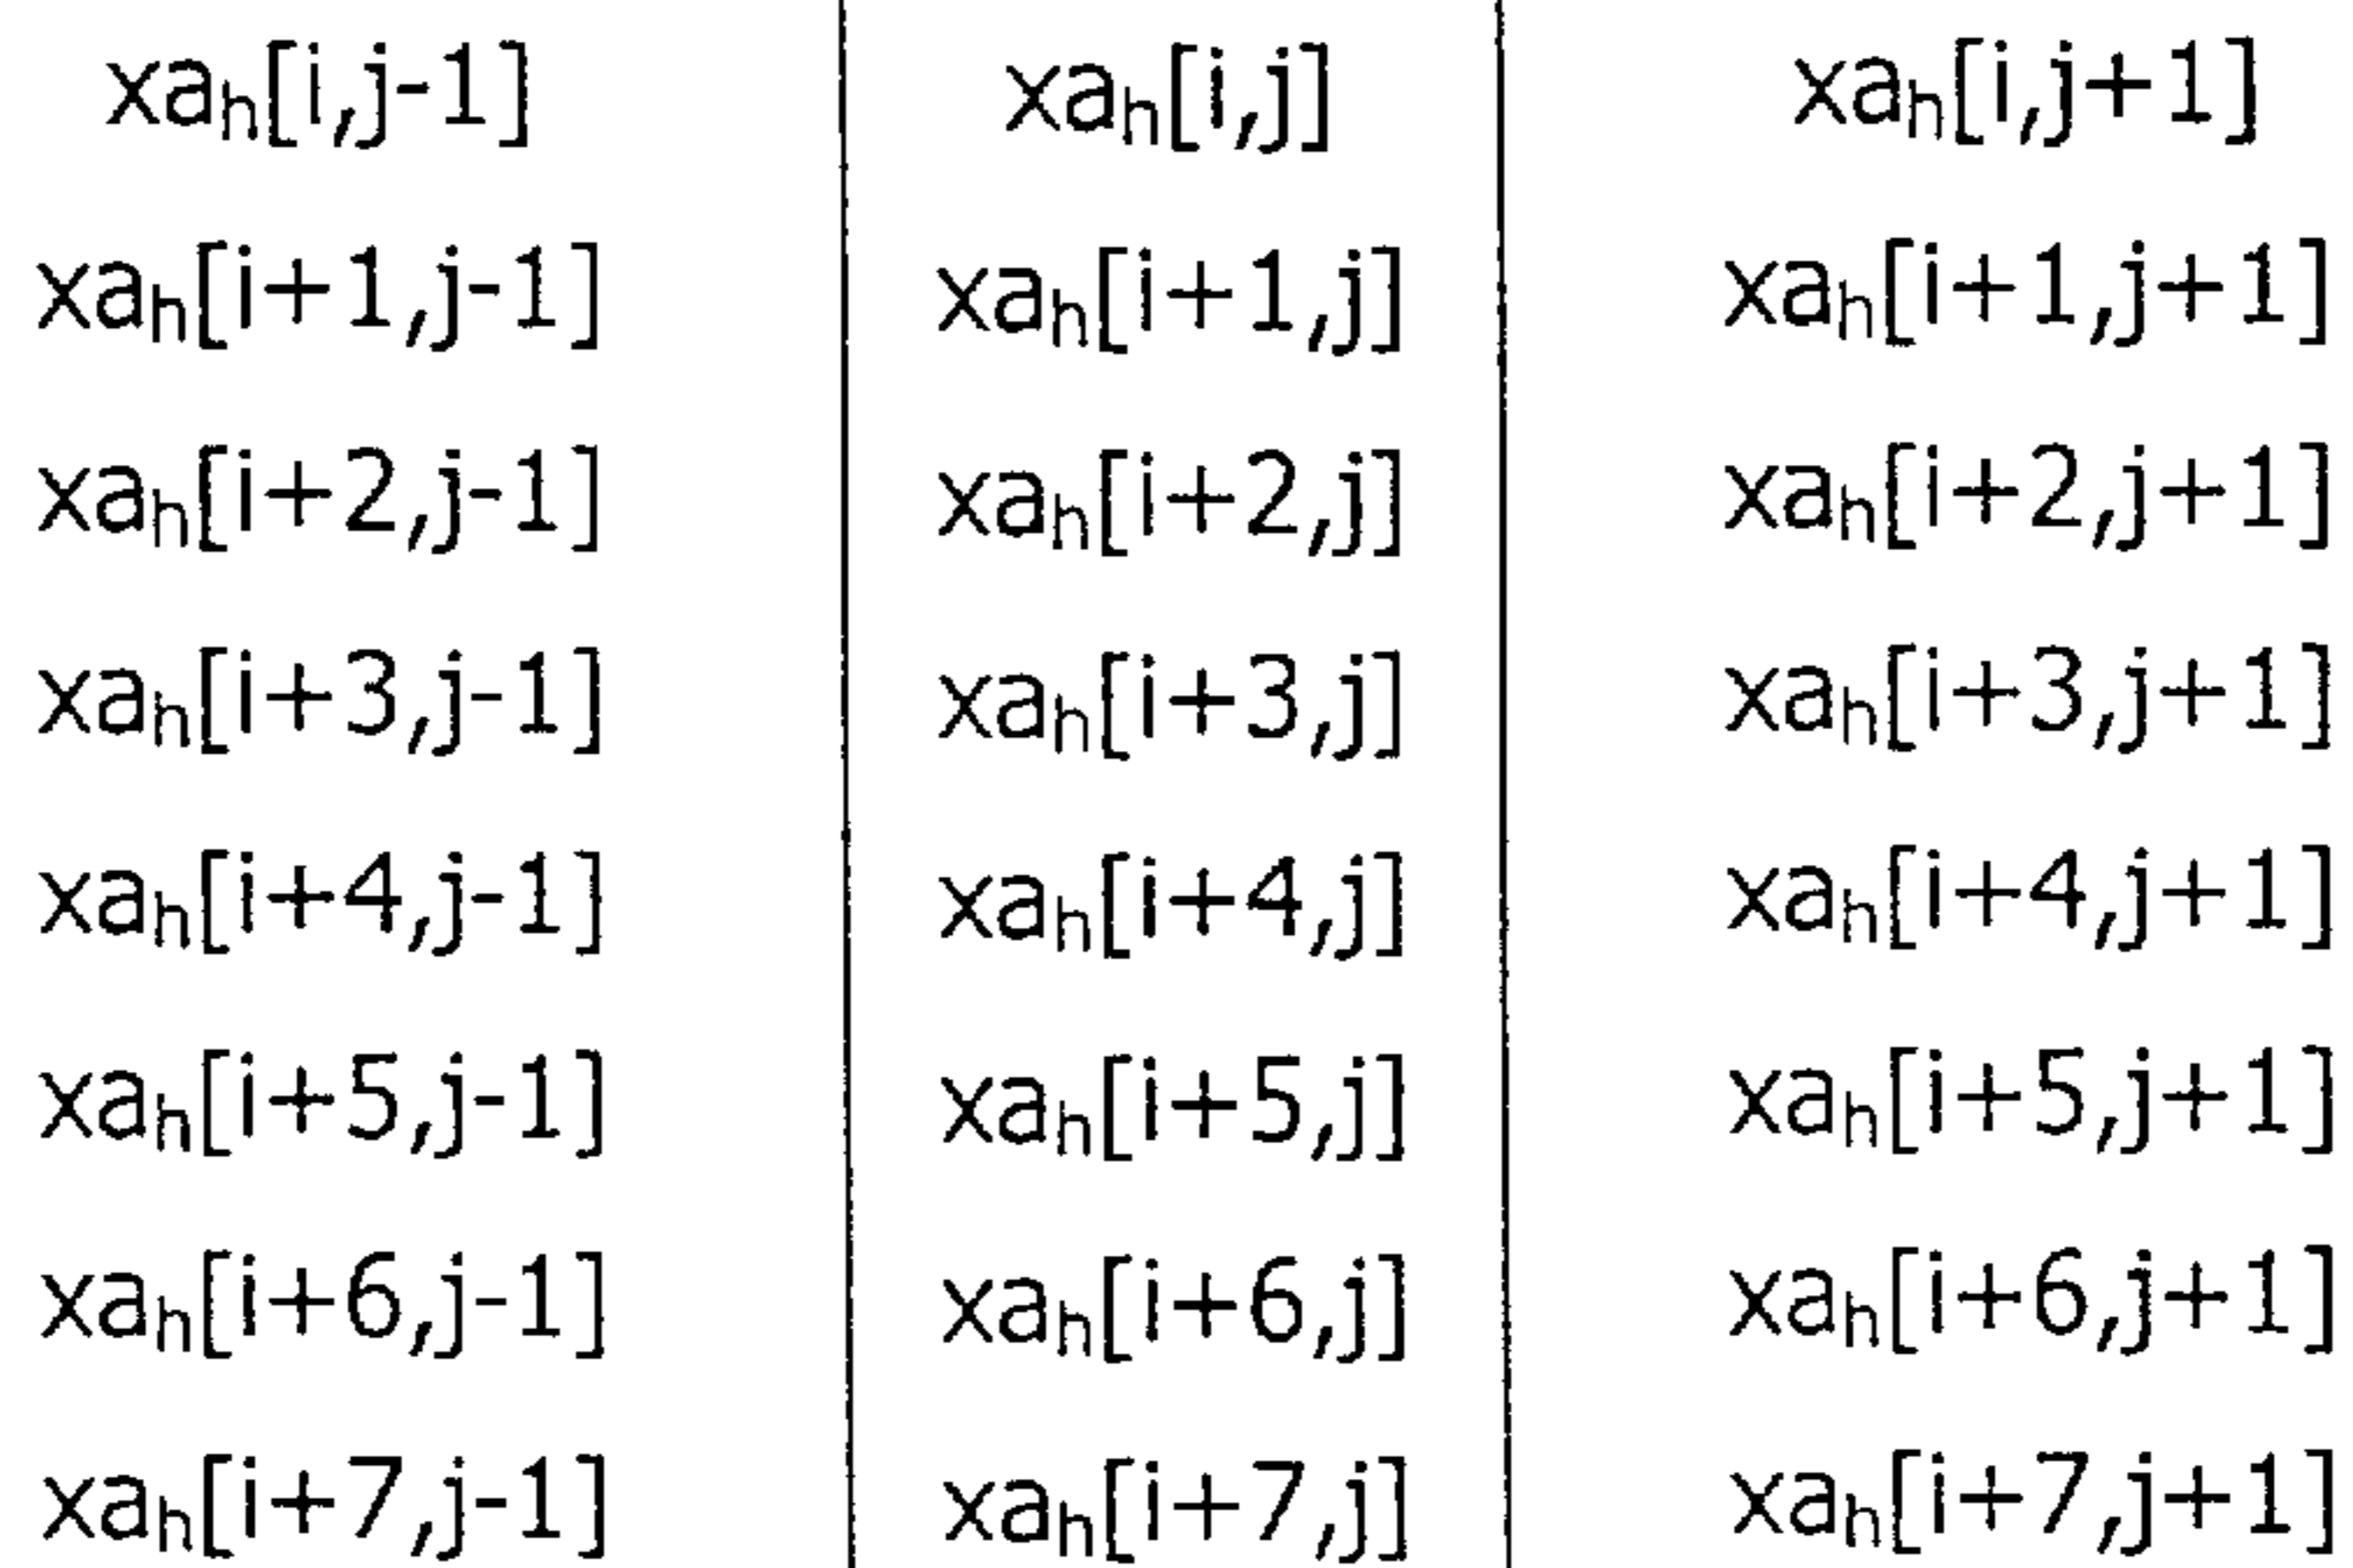 xaₕ[i,j-1] xaₕ[i,j] xaₕ[i,j+1]
xaₕ[i+1,j-1] xaₕ[i+1,j] xaₕ[i+1,j+1]
xaₕ[i+2,j-1] xaₕ[i+2,j] xaₕ[i+2,j+1]
xaₕ[i+3,j-1] xaₕ[i+3,j] xaₕ[i+3,j+1]
xaₕ[i+4,j-1] xaₕ[i+4,j] xaₕ[i+4,j+1]
xaₕ[i+5,j-1] xaₕ[i+5,j] xaₕ[i+5,j+1]
xaₕ[i+6,j-1] xaₕ[i+6,j] xaₕ[i+6,j+1]
xaₕ[i+7,j-1] xaₕ[i+7,j] xaₕ[i+7,j+1]